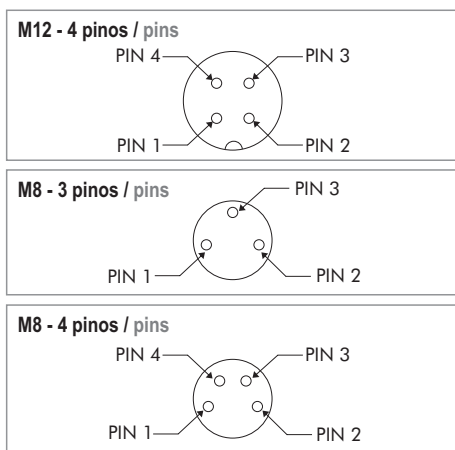 M12 - 4 pinos / pins
PIN 4 PIN 3
PIN 1 PIN 2
M8 - 3 pinos / pins
PIN 3
PIN 1 PIN 2
M8 - 4 pinos / pins
PIN 4 PIN 3
PIN 1 PIN 2